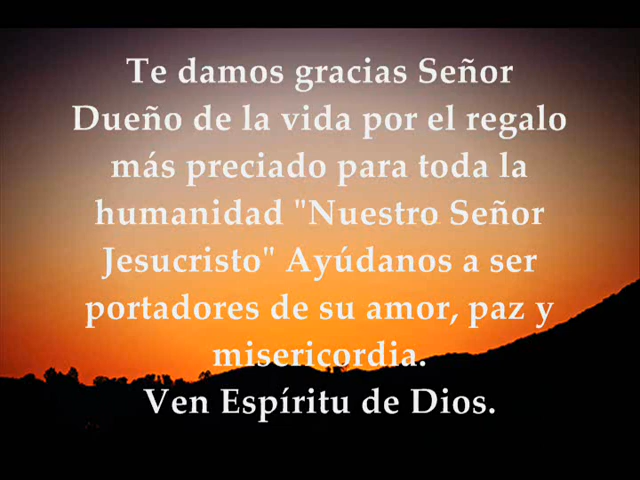 Te damos gracias Señor
Dueño de la vida por el regalo
más preciado para toda la
humanidad "Nuestro Señor
Jesucristo" Ayúdanos a ser
portadores de su amor, paz y
misericordia.
Ven Espíritu de Dios.